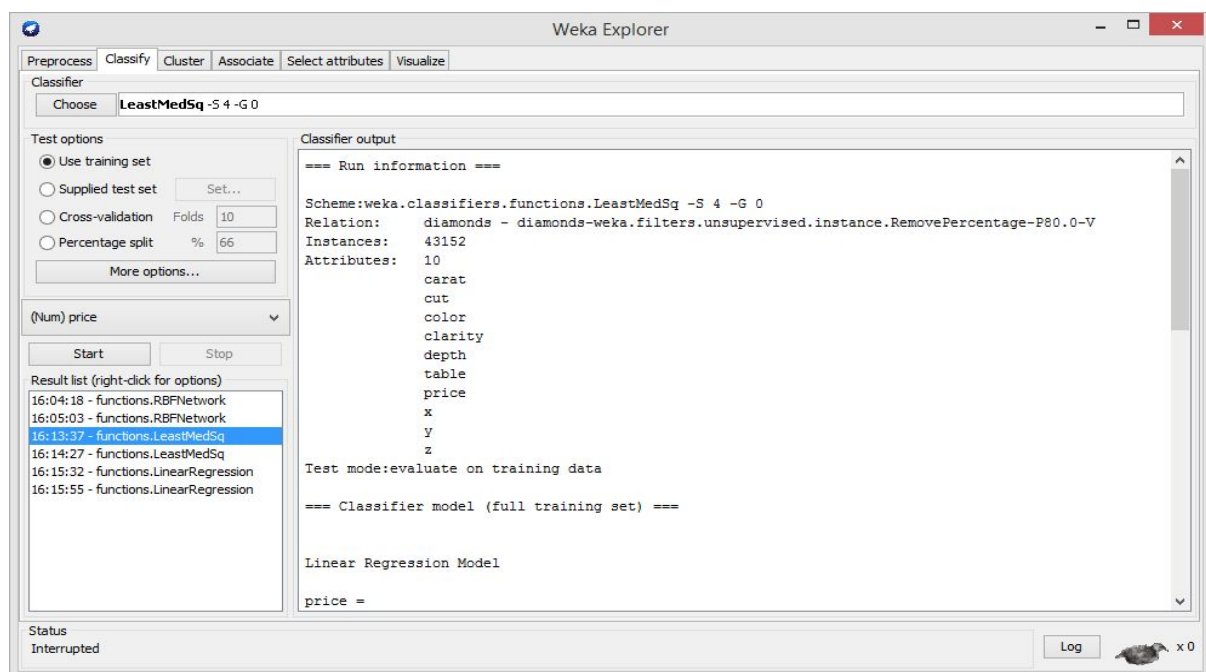 Weka Explorer
Preprocess Classify Cluster Associate Select attributes Visualize
Classifier
Choose LeastMedSq -S 4 -G 0
Test options
Use training set
Supplied test set Set...
Cross-validation Folds 10
Percentage split % 66
More options...
(Num) price
Start Stop
Result list (right-click for options)
16:04:18 - functions.RBFNetwork
16:05:03 - functions.RBFNetwork
16:13:37 - functions.LeastMedSq
16:14:27 - functions.LeastMedSq
16:15:32 - functions.LinearRegression
16:15:55 - functions.LinearRegression
Classifier output
=== Run information ===
Scheme:weka.classifiers.functions.LeastMedSq -S 4 -G 0
Relation: diamonds - diamonds-weka.filters.unsupervised.instance.RemovePercentage-P80.0-V
Instances: 43152
Attributes: 10
carat
cut
color
clarity
depth
table
price
x
y
z
Test mode:evaluate on training data
=== Classifier model (full training set) ===
Linear Regression Model
price =
Status
Interrupted
Log x 0